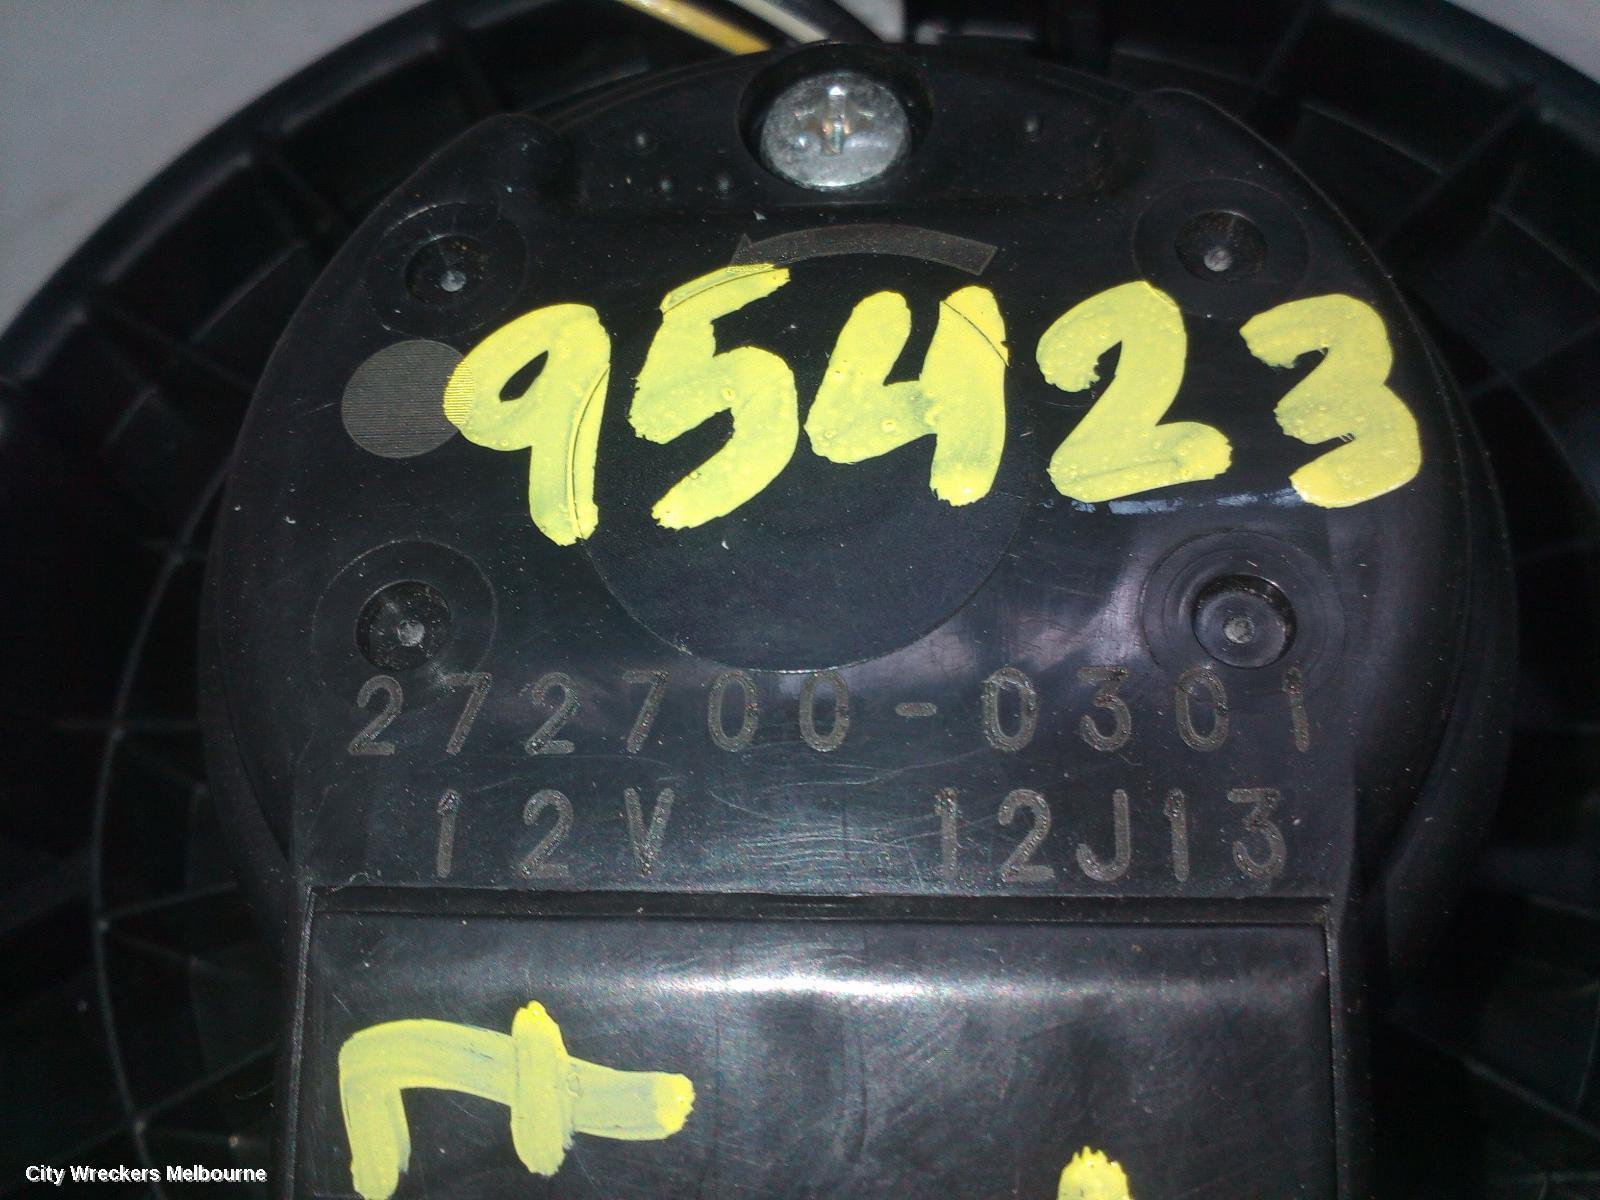 95423
272700-0301
12V 12J13
City Wreckers Melbourne